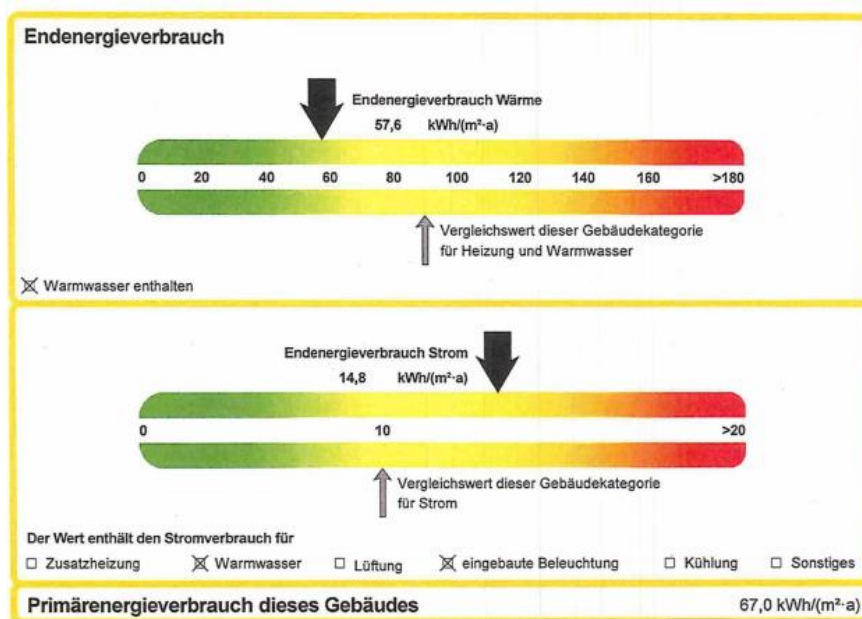 Endenergieverbrauch
Endenergieverbrauch Wärme
57,6 kWh/(m²·a)
0 20 40 60 80 100 120 140 160 >180
Vergleichswert dieser Gebäudekategorie
für Heizung und Warmwasser
☒ Warmwasser enthalten
Endenergieverbrauch Strom
14,8 kWh/(m²·a)
0 10 >20
Vergleichswert dieser Gebäudekategorie
für Strom
Der Wert enthält den Stromverbrauch für
☐ Zusatzheizung ☒ Warmwasser ☐ Lüftung ☒ eingebaute Beleuchtung ☐ Kühlung ☐ Sonstiges
Primärenergieverbrauch dieses Gebäudes 67,0 kWh/(m²·a)